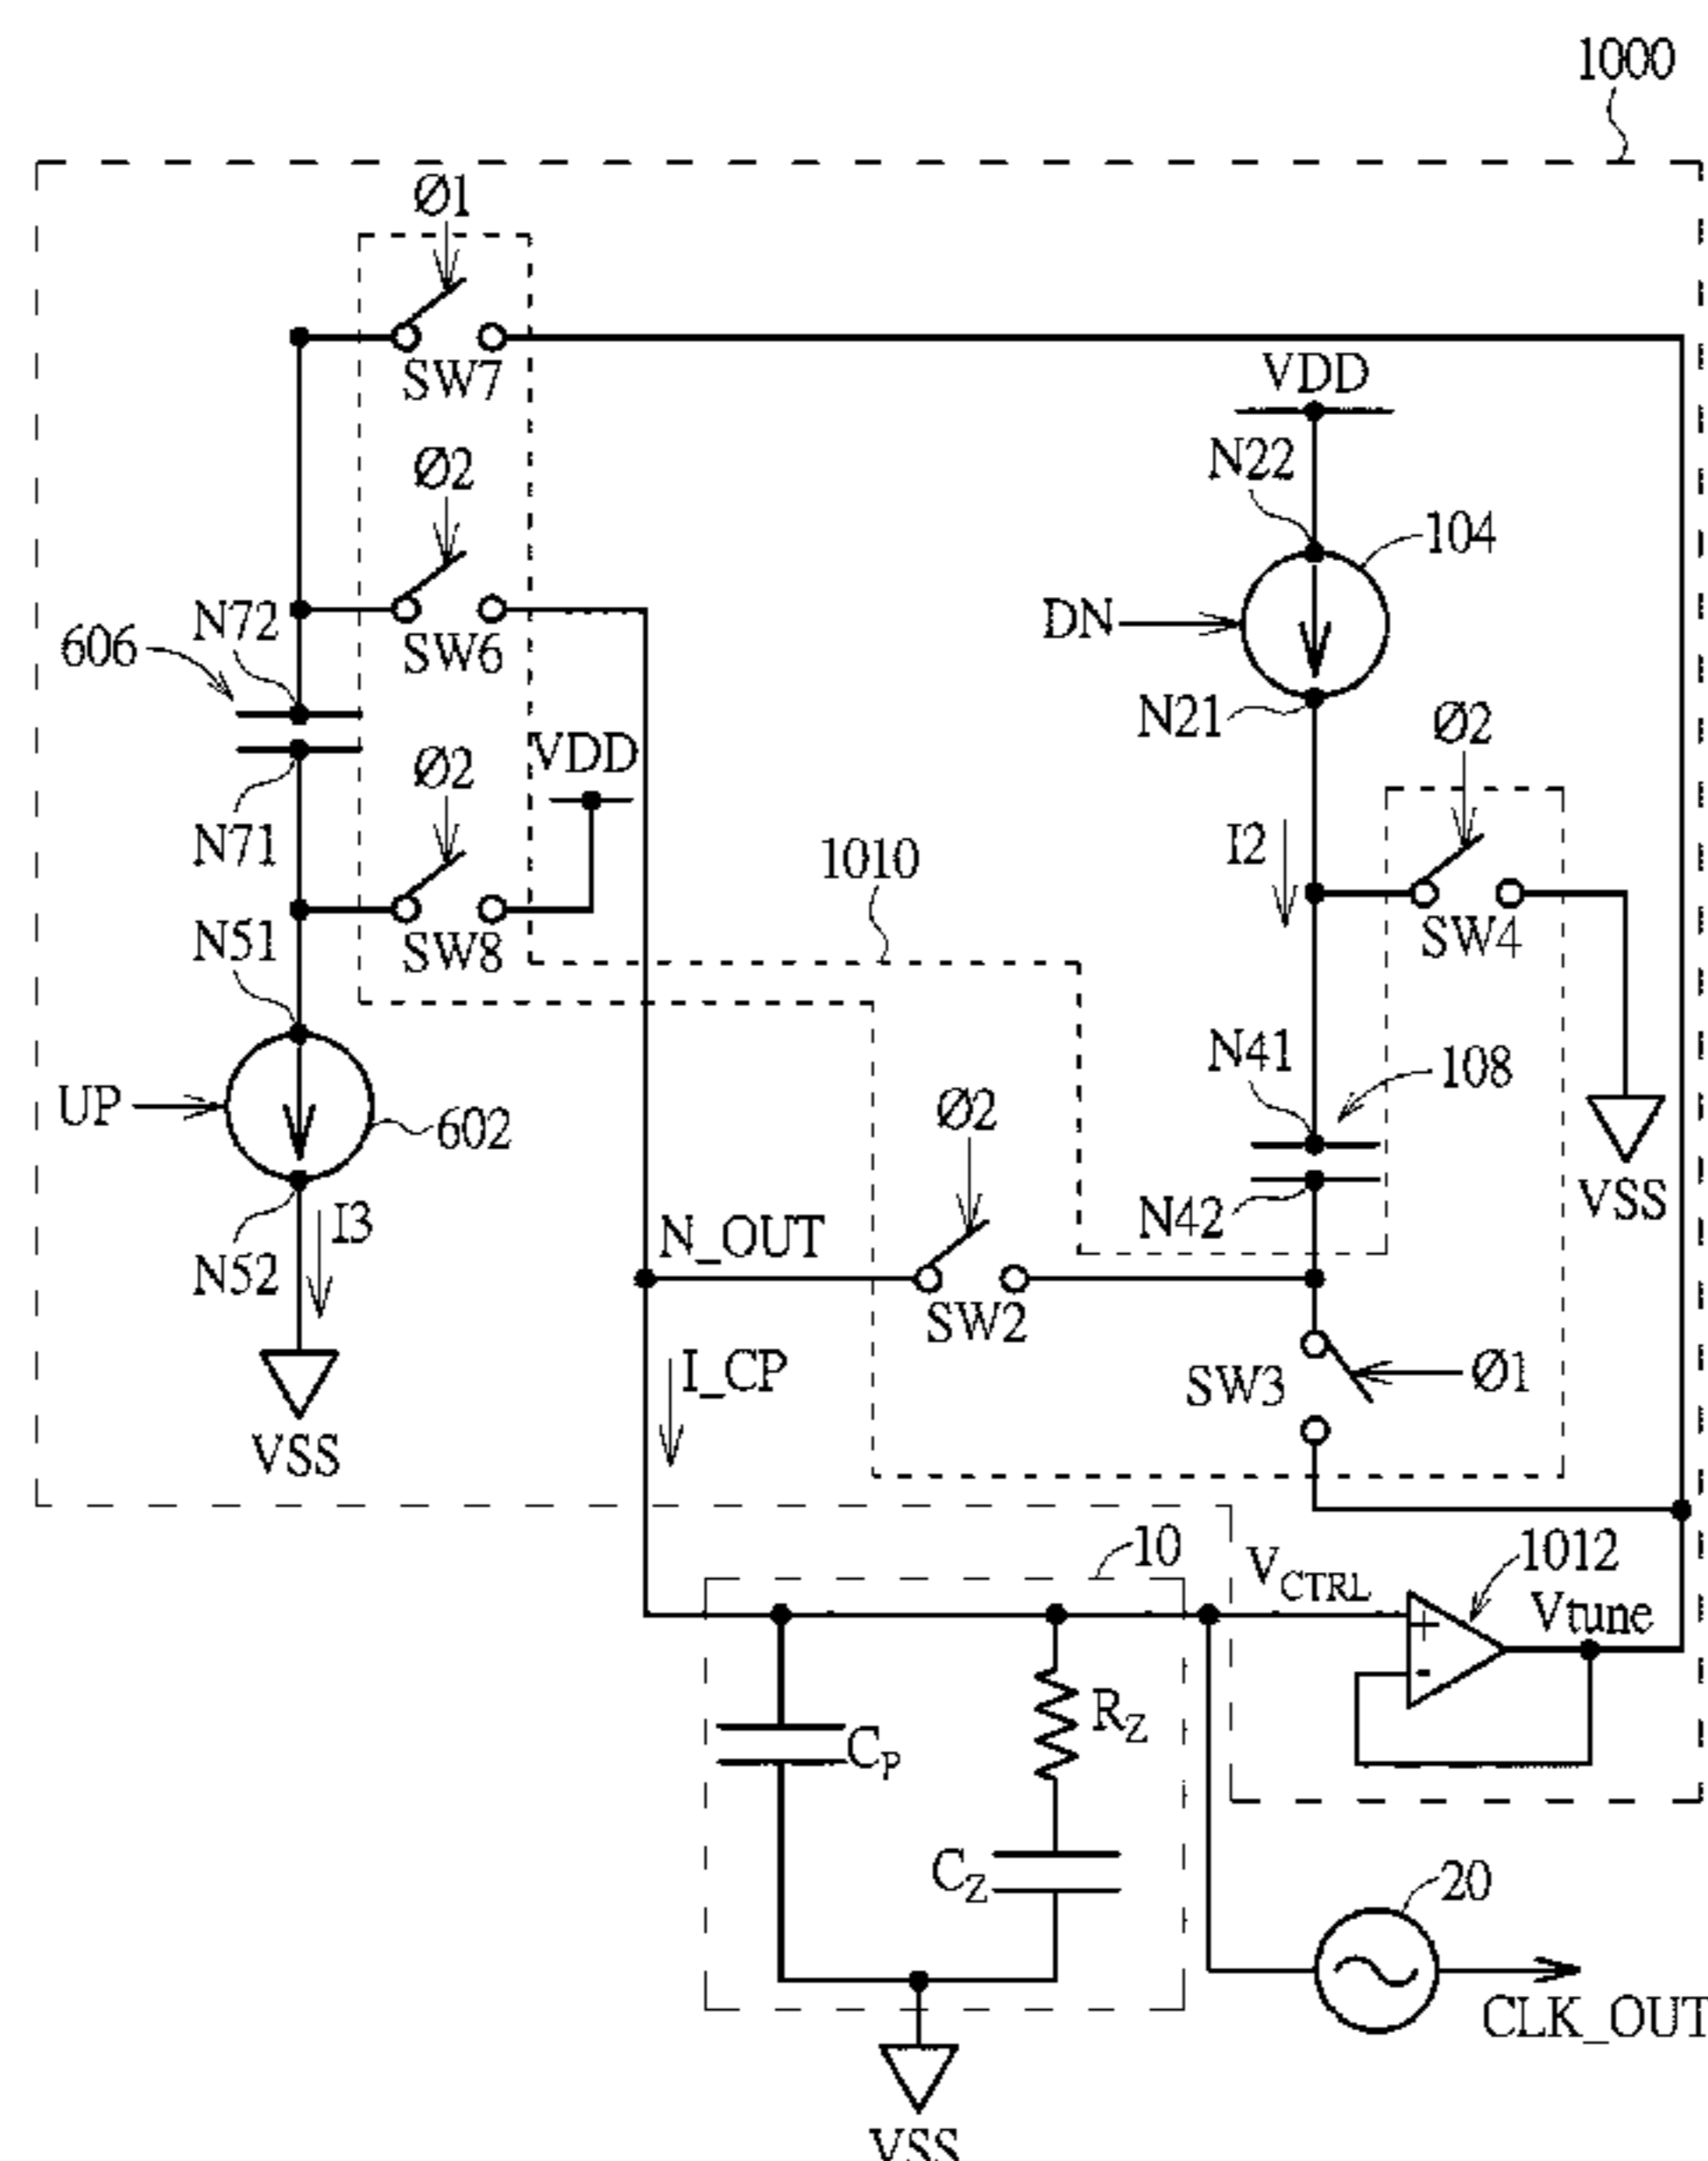 1000
Ø1
SW7
VDD
N22
Ø2
104
DN
N72
606
SW6
N21
Ø2
VDD
Ø2
N71
1010
I2
N51
SW8
SW4
N41
108
UP
602
Ø2
VSS
N42
I3
N_OUT
N52
SW2
I_CP
SW3
Ø1
VSS
10
VCTRL
1012
Vtune
+
-
RZ
CP
CZ
20
CLK_OUT
VSS